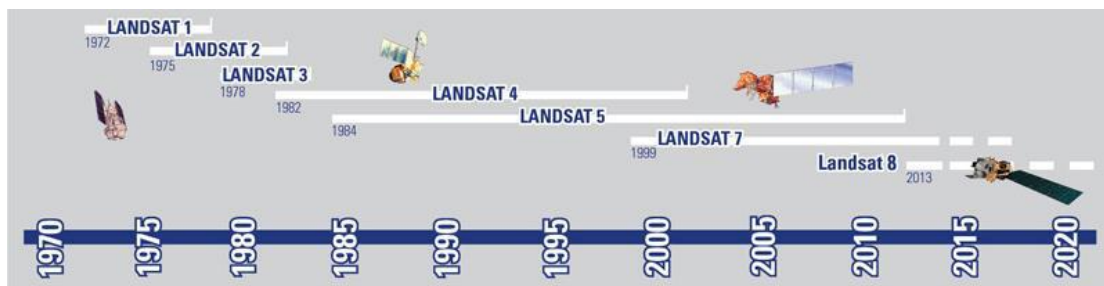 LANDSAT 1
1972
LANDSAT 2
1975
LANDSAT 3
1978
LANDSAT 4
1982
LANDSAT 5
1984
LANDSAT 7
1999
Landsat 8
2013
1970 1975 1980 1985 1990 1995 2000 2005 2010 2015 2020